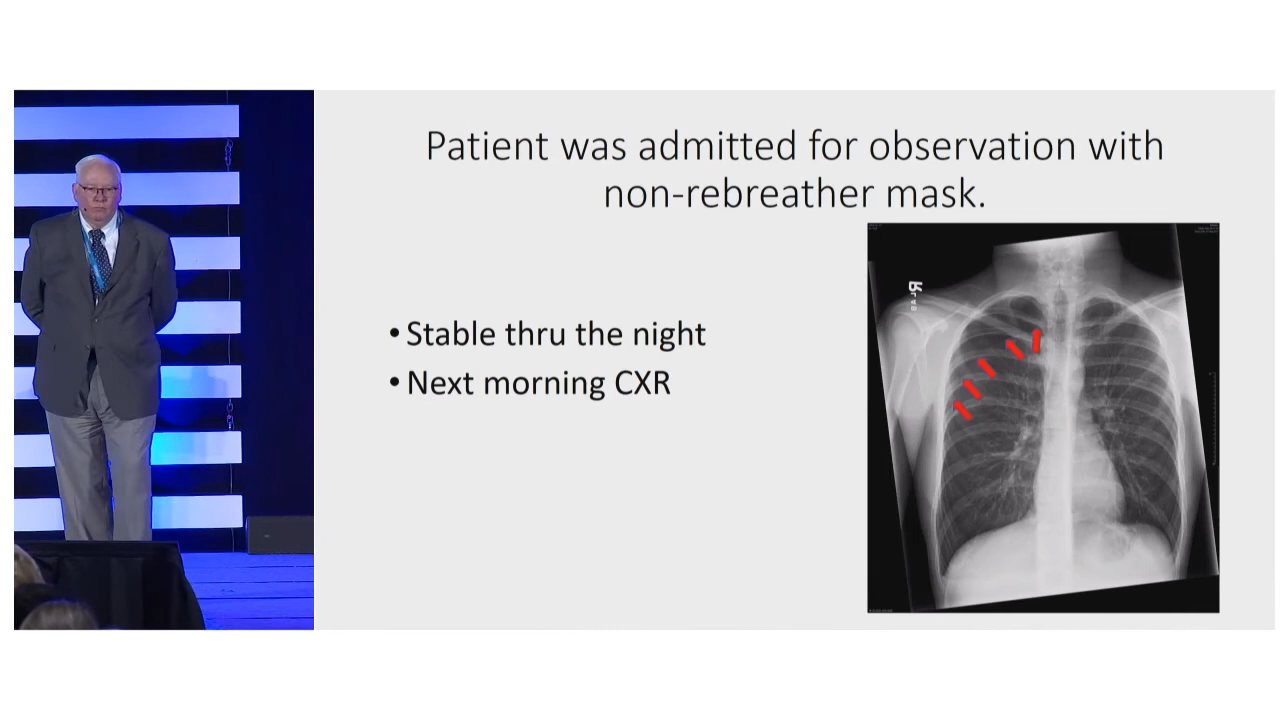 Patient was admitted for observation with
non-rebreather mask.
• Stable thru the night
• Next morning CXR
R